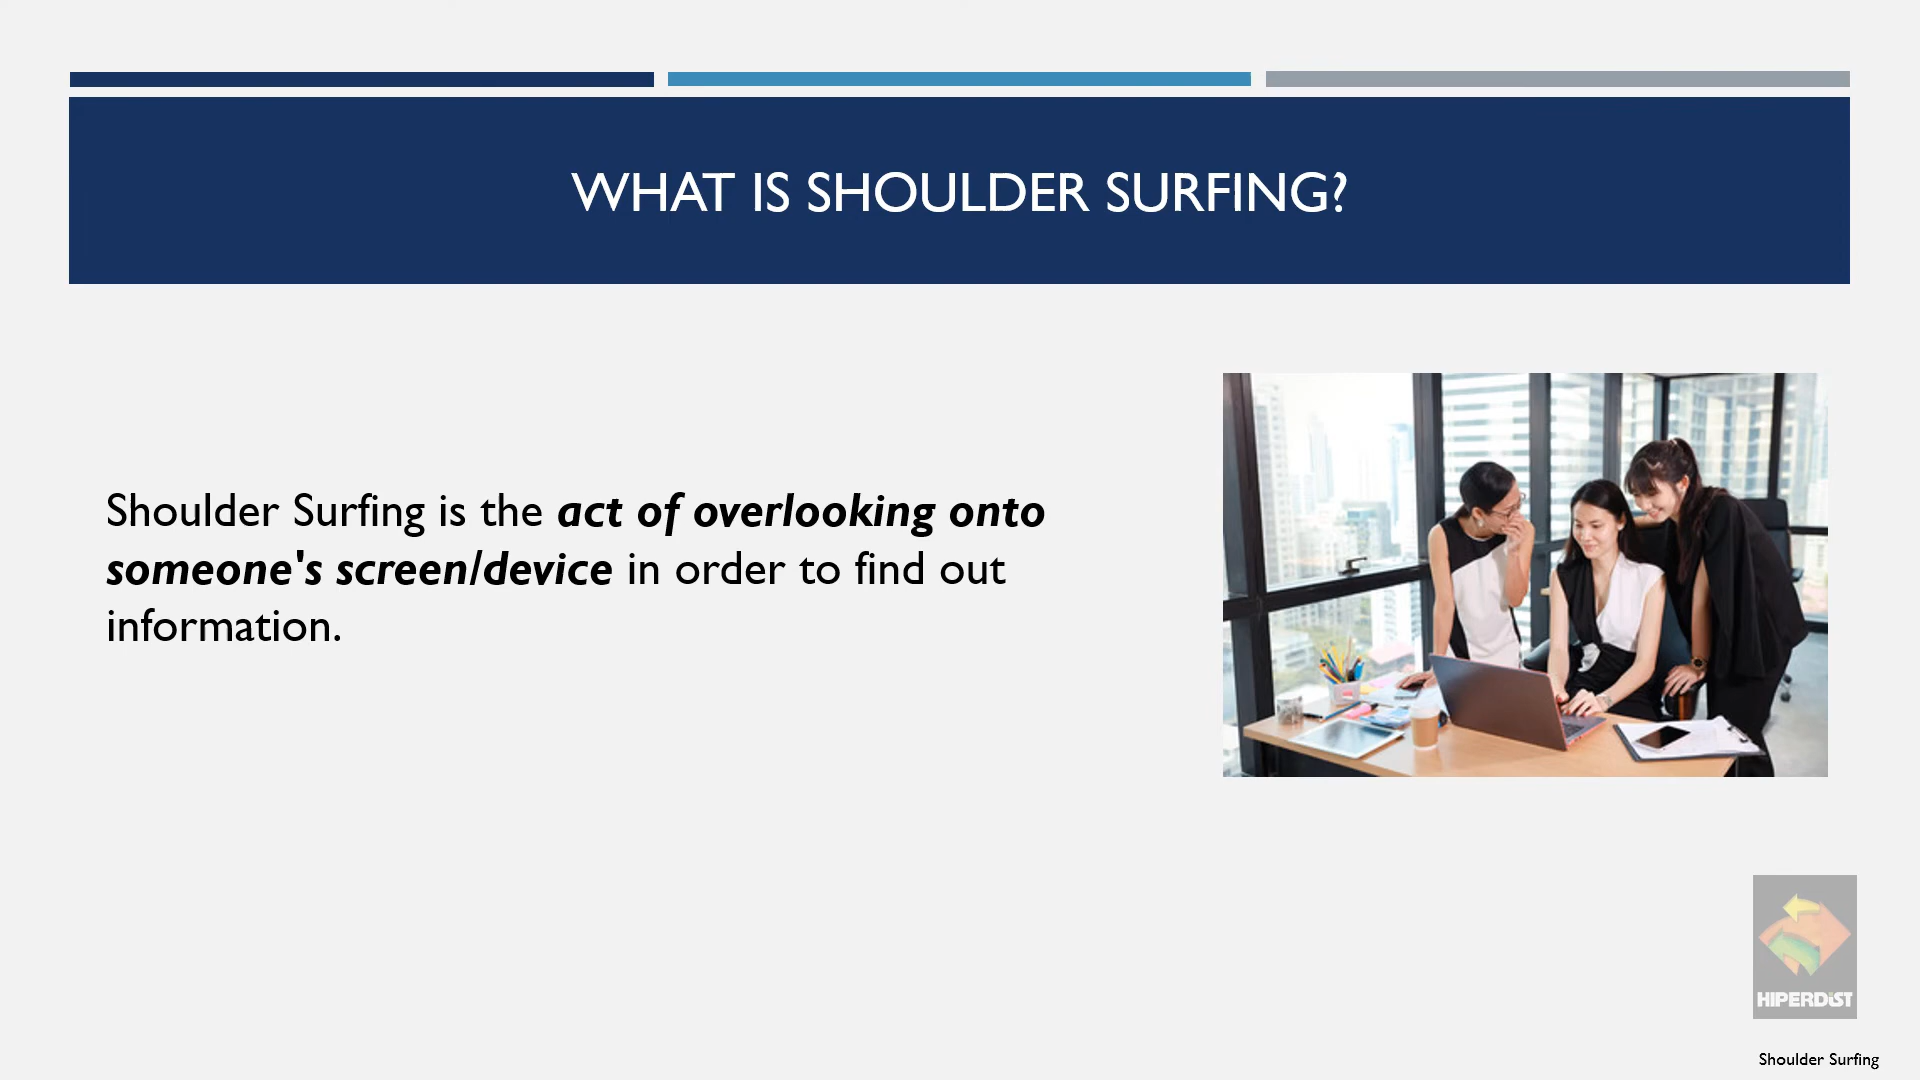 WHAT IS SHOULDER SURFING?
Shoulder Surfing is the act of overlooking onto
someone's screen/device in order to find out
information.
HIPERDIST
Shoulder Surfing